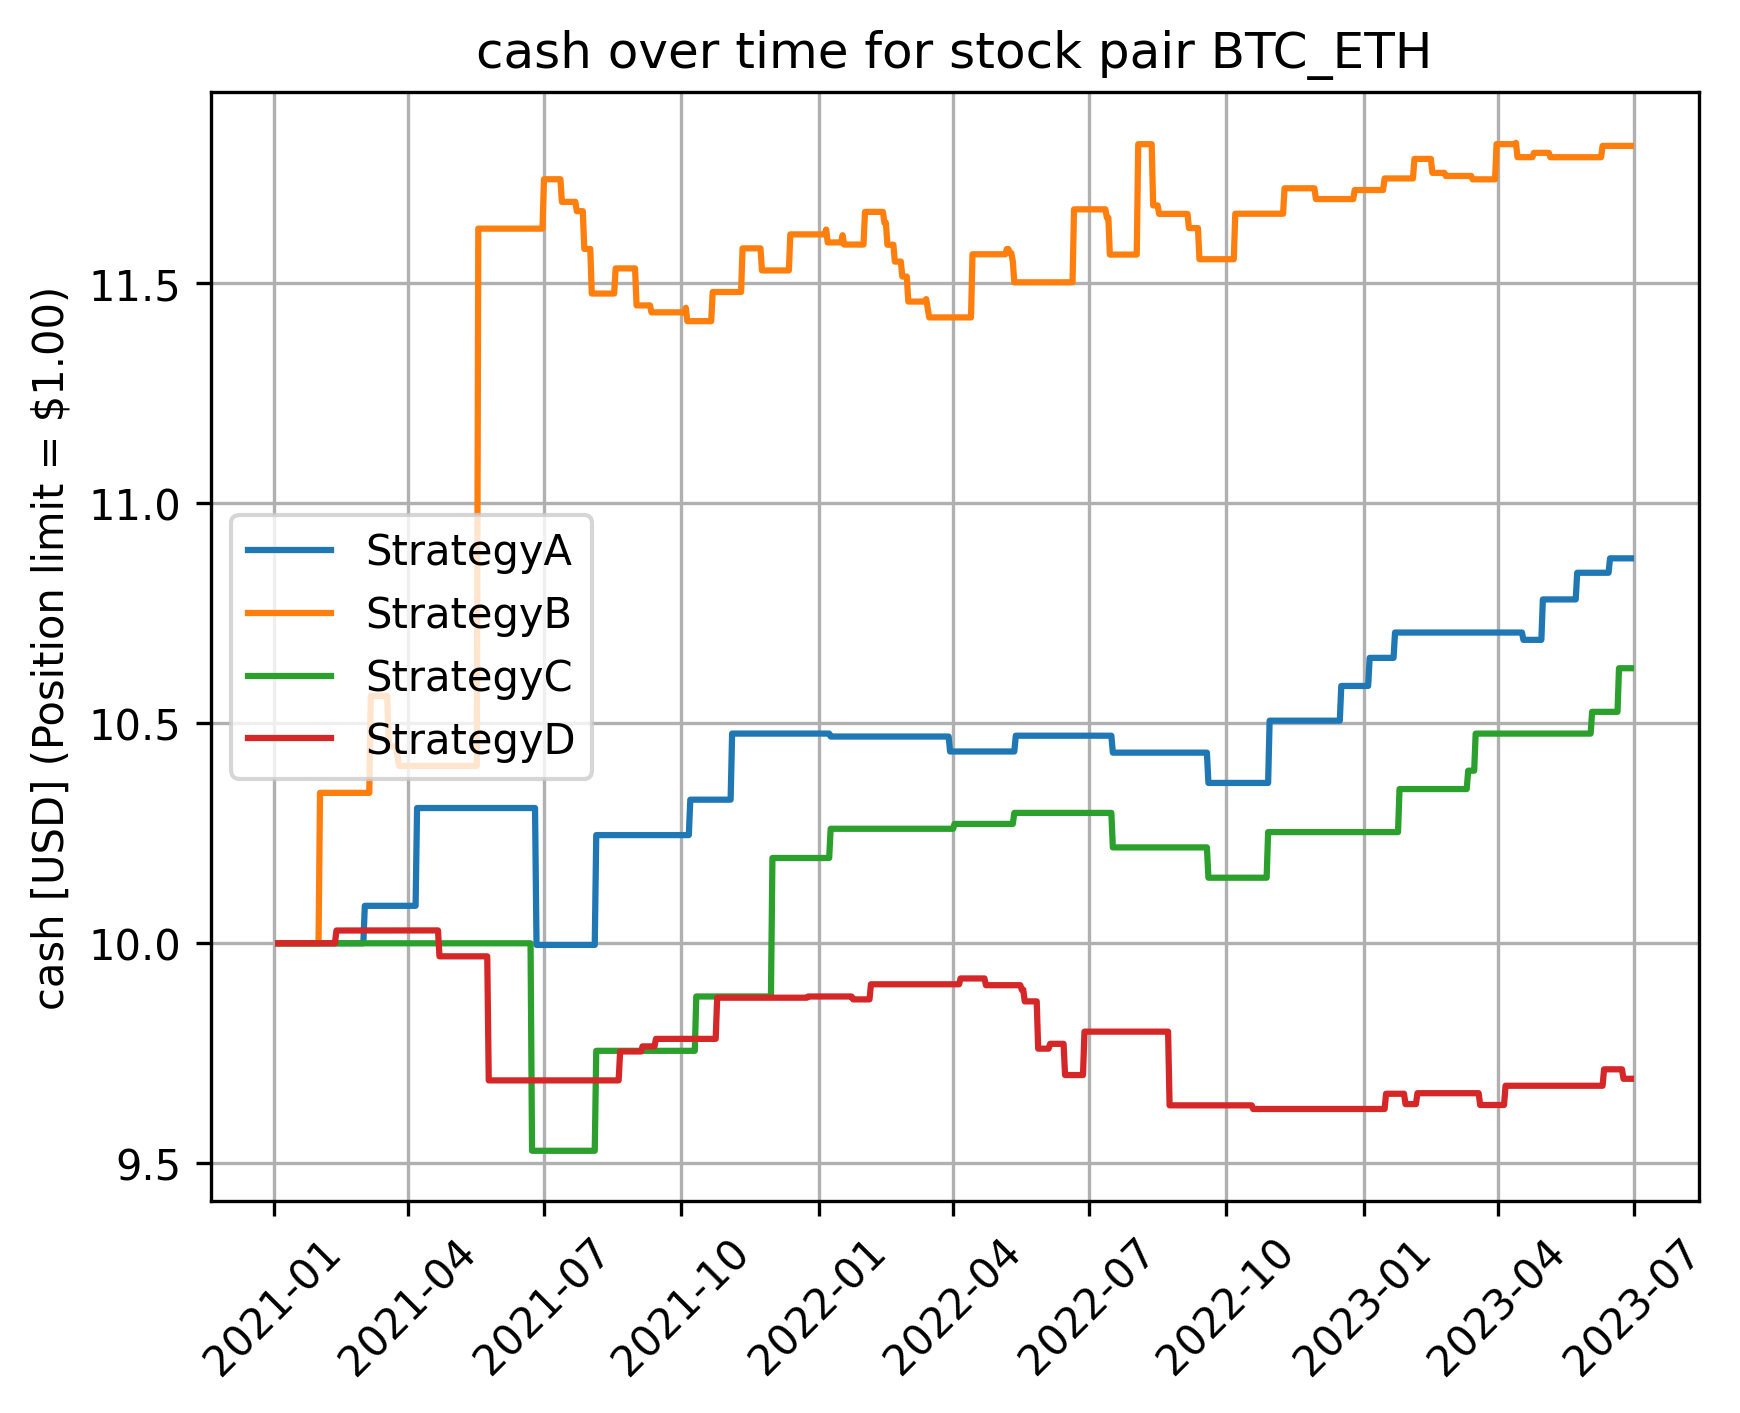 cash over time for stock pair BTC_ETH
cash [USD] (Position limit = $1.00)
11.5
11.0
10.5
10.0
9.5
StrategyA
StrategyB
StrategyC
StrategyD
2021-01
2021-04
2021-07
2021-10
2022-01
2022-04
2022-07
2022-10
2023-01
2023-04
2023-07